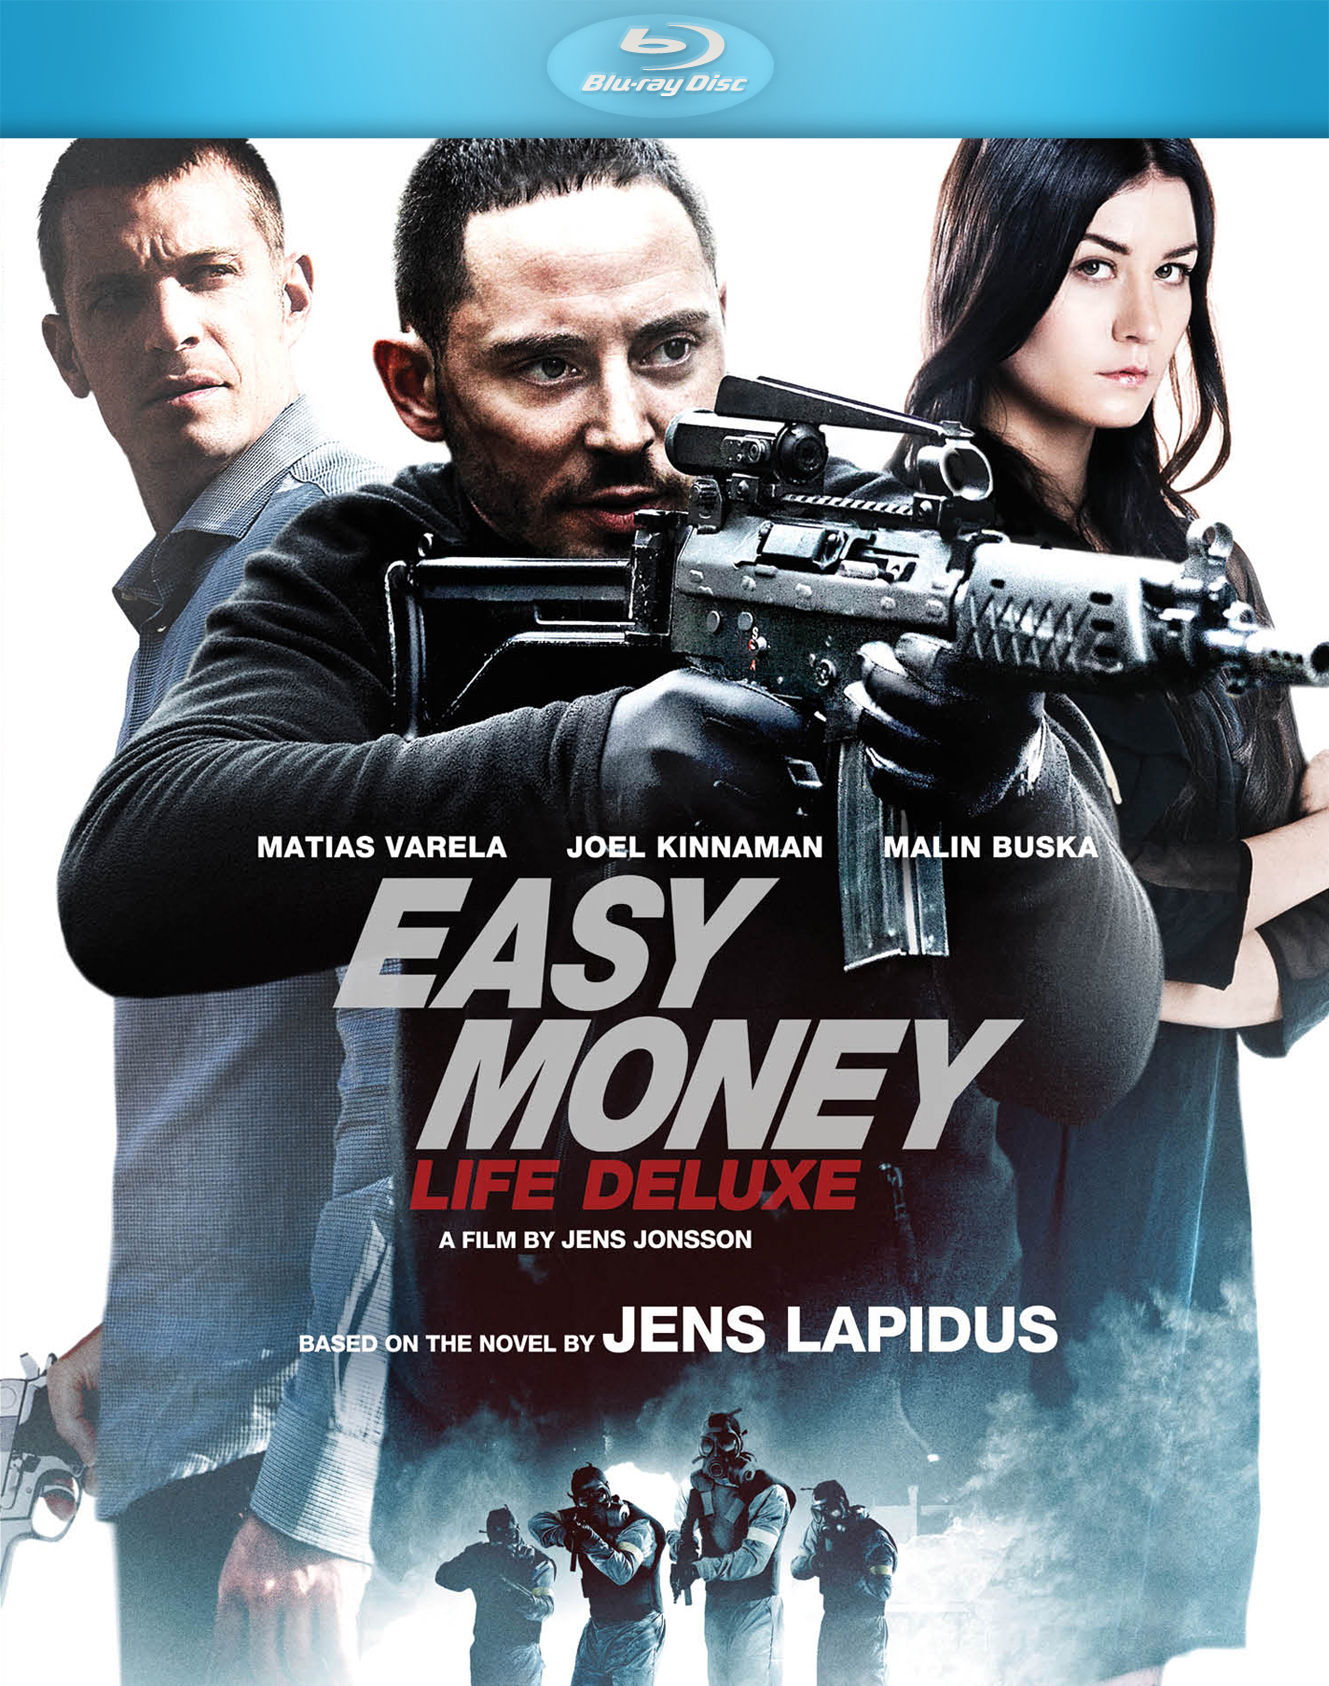 Blu-ray Disc
MATIAS VARELA JOEL KINNAMAN MALIN BUSKA
EASY
MONEY
LIFE DELUXE
A FILM BY JENS JONSSON
BASED ON THE NOVEL BY JENS LAPIDUS